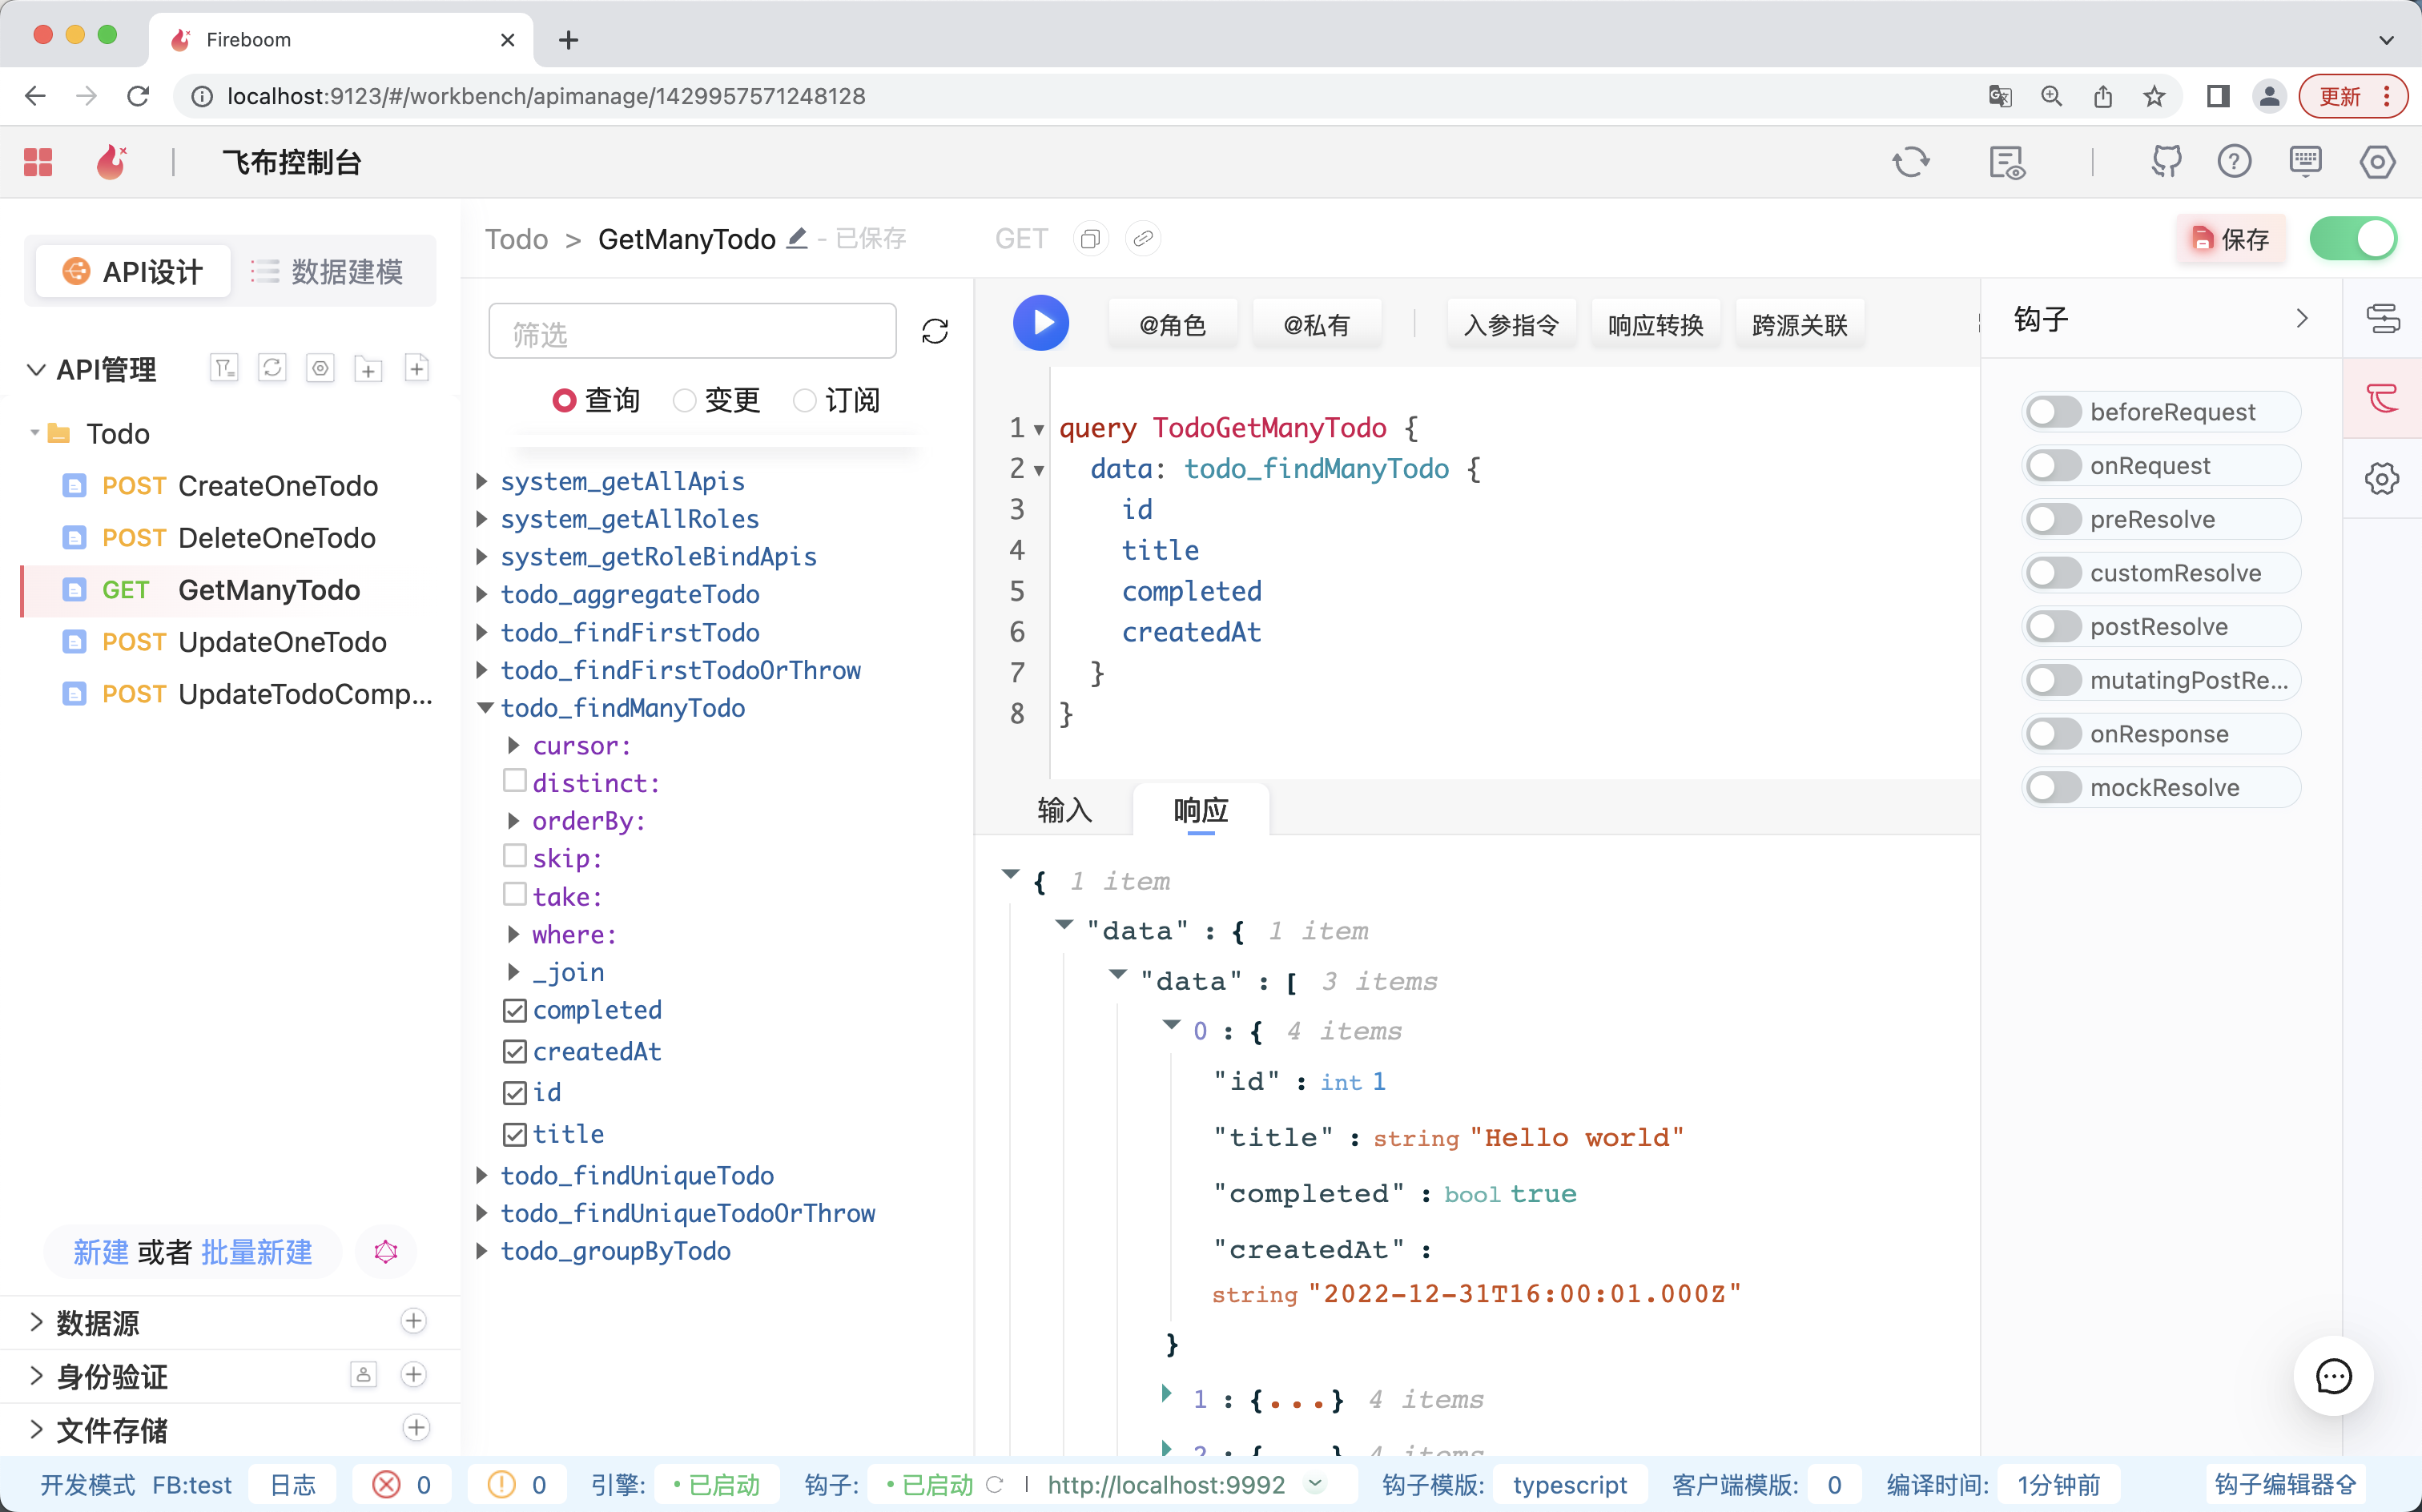 Fireboom
localhost:9123/#/workbench/apimanage/1429957571248128
更新
飞布控制台
API设计
数据建模
Todo > GetManyTodo - 已保存
GET
保存
API管理
Todo
POST CreateOneTodo
POST DeleteOneTodo
GET GetManyTodo
POST UpdateOneTodo
POST UpdateTodoComp...
新建 或者 批量新建
数据源
身份验证
文件存储
筛选
查询 变更 订阅
system_getAllApis
system_getAllRoles
system_getRoleBindApis
todo_aggregateTodo
todo_findFirstTodo
todo_findFirstTodoOrThrow
todo_findManyTodo
cursor:
distinct:
orderBy:
skip:
take:
where:
_join
completed
createdAt
id
title
todo_findUniqueTodo
todo_findUniqueTodoOrThrow
todo_groupByTodo
@角色 @私有 入参指令 响应转换 跨源关联
1 query TodoGetManyTodo {
2 data: todo_findManyTodo {
3 id
4 title
5 completed
6 createdAt
7 }
8 }
输入 响应
{ 1 item
"data" : { 1 item
"data" : [ 3 items
0 : { 4 items
"id" : int 1
"title" : string "Hello world"
"completed" : bool true
"createdAt" :
string "2022-12-31T16:00:01.000Z"
}
1 : {...} 4 items
2 : {...} 4 items
钩子
beforeRequest
onRequest
preResolve
customResolve
postResolve
mutatingPostRe...
onResponse
mockResolve
开发模式 FB:test 日志 0 0 引擎: 已启动 钩子: 已启动 | http://localhost:9992 钩子模版: typescript 客户端模版: 0 编译时间: 1分钟前 钩子编辑器